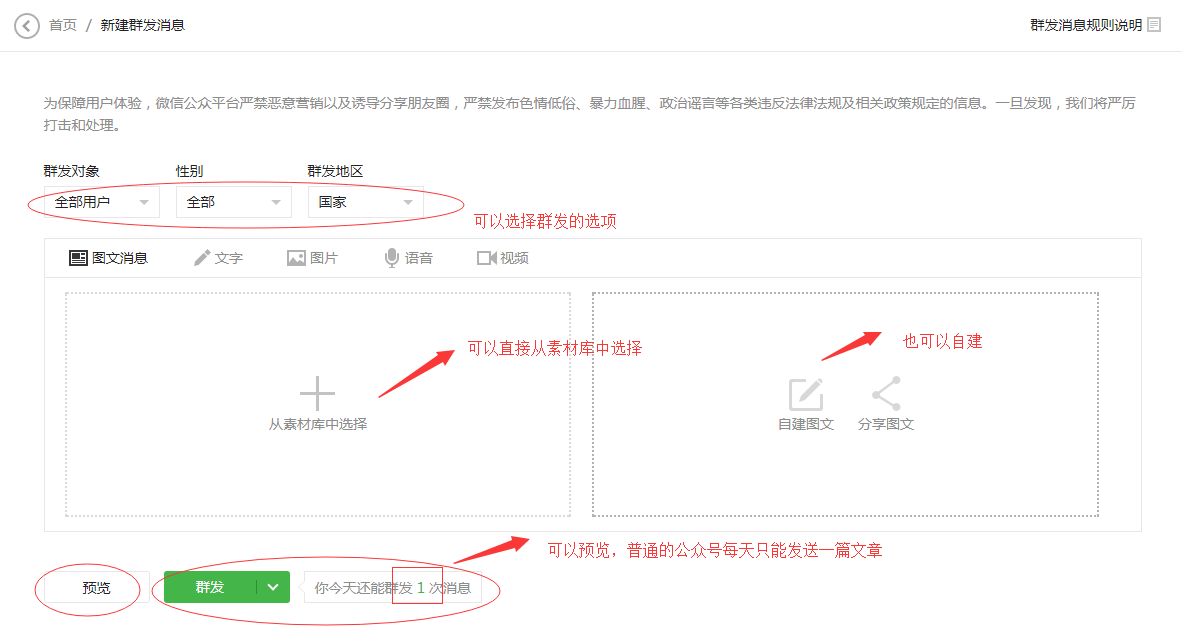 首页 / 新建群发消息
群发消息规则说明
为保障用户体验，微信公众平台严禁恶意营销以及诱导分享朋友圈，严禁发布色情低俗、暴力血腥、政治谣言等各类违反法律法规及相关政策规定的信息。一旦发现，我们将严厉
打击和处理。
群发对象 性别 群发地区
全部用户 全部 国家
可以选择群发的选项
图文消息 文字 图片 语音 视频
可以直接从素材库中选择
也可以自建
从素材库中选择
自建图文 分享图文
可以预览，普通的公众号每天只能发送一篇文章
预览 群发 你今天还能群发 1 次消息